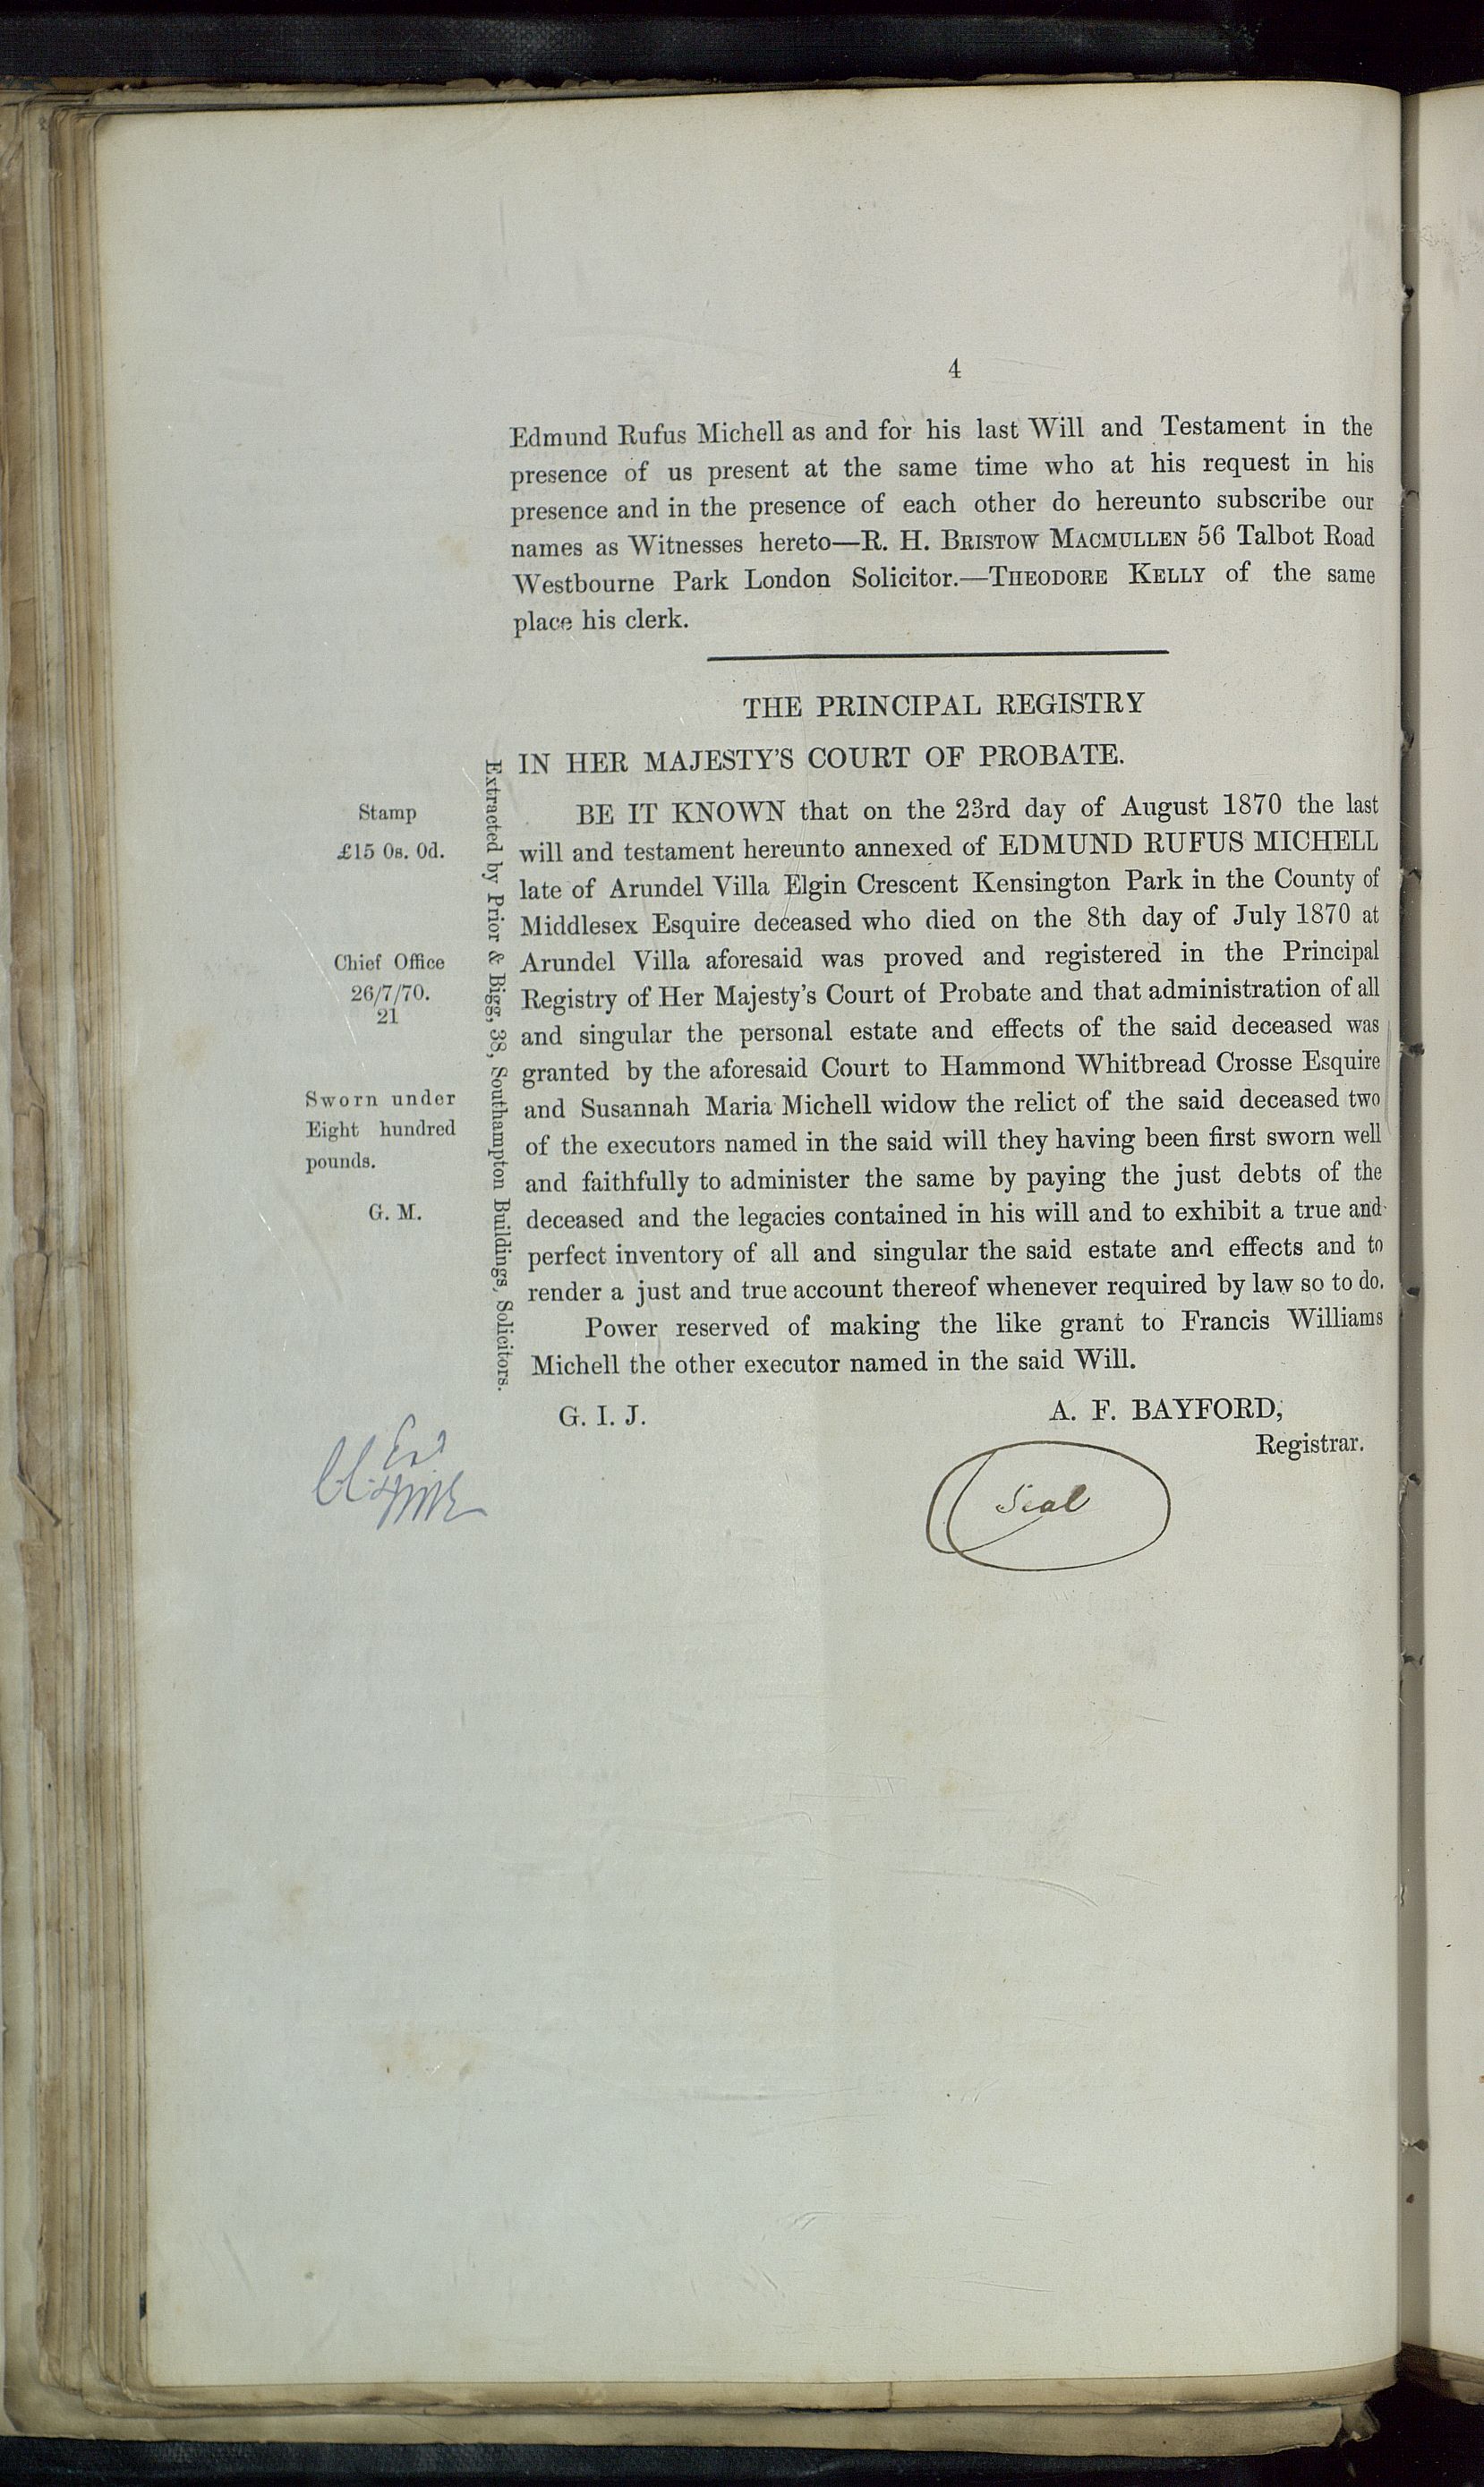 4
Edmund Rufus Michell as and for his last Will and Testament in the
presence of us present at the same time who at his request in his
presence and in the presence of each other do hereunto subscribe our
names as Witnesses hereto—R. H. BRISTOW MACMULLEN 56 Talbot Road
Westbourne Park London Solicitor.—THEODORE KELLY of the same
place his clerk.
THE PRINCIPAL REGISTRY
IN HER MAJESTY'S COURT OF PROBATE.
Stamp
£15 0s. 0d.
Chief Office
26/7/70.
21
Sworn under
Eight hundred
pounds.
G. M.
Extracted by Prior & Bigg, 38, Southampton Buildings, Solicitors.
BE IT KNOWN that on the 23rd day of August 1870 the last
will and testament hereunto annexed of EDMUND RUFUS MICHELL
late of Arundel Villa Elgin Crescent Kensington Park in the County of
Middlesex Esquire deceased who died on the 8th day of July 1870 at
Arundel Villa aforesaid was proved and registered in the Principal
Registry of Her Majesty's Court of Probate and that administration of all
and singular the personal estate and effects of the said deceased was
granted by the aforesaid Court to Hammond Whitbread Crosse Esquire
and Susannah Maria Michell widow the relict of the said deceased two
of the executors named in the said will they having been first sworn well
and faithfully to administer the same by paying the just debts of the
deceased and the legacies contained in his will and to exhibit a true and
perfect inventory of all and singular the said estate and effects and to
render a just and true account thereof whenever required by law so to do.
Power reserved of making the like grant to Francis Williams
Michell the other executor named in the said Will.
G. I. J.
A. F. BAYFORD,
Registrar.
Seal